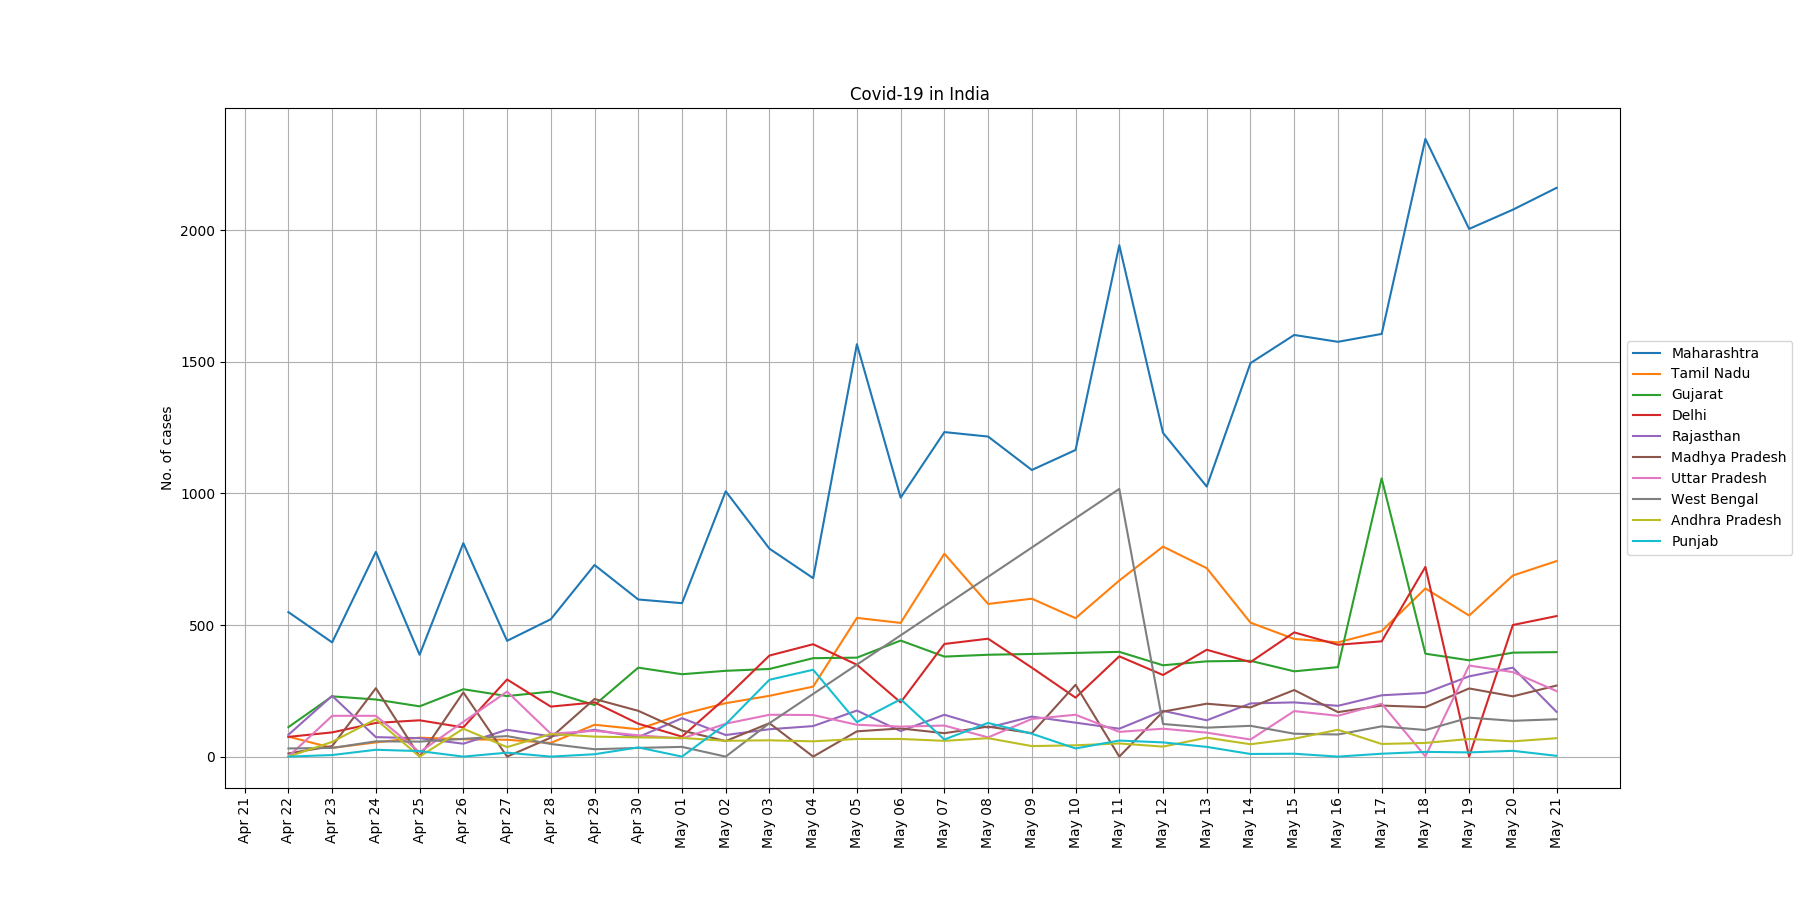 Covid-19 in India
No. of cases
2000
1500
1000
500
0
Apr 21
Apr 22
Apr 23
Apr 24
Apr 25
Apr 26
Apr 27
Apr 28
Apr 29
Apr 30
May 01
May 02
May 03
May 04
May 05
May 06
May 07
May 08
May 09
May 10
May 11
May 12
May 13
May 14
May 15
May 16
May 17
May 18
May 19
May 20
May 21
Maharashtra
Tamil Nadu
Gujarat
Delhi
Rajasthan
Madhya Pradesh
Uttar Pradesh
West Bengal
Andhra Pradesh
Punjab